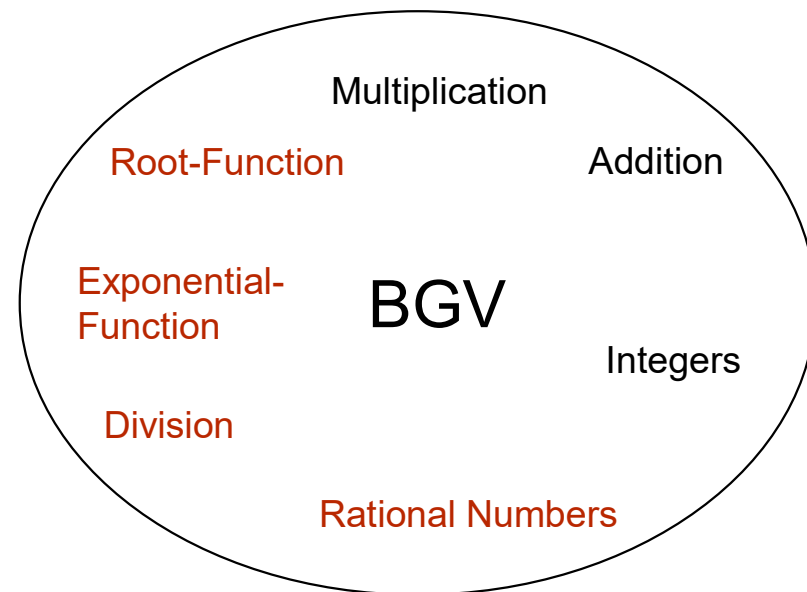 Multiplication
Root-Function
Addition
Exponential-
Function
BGV
Integers
Division
Rational Numbers